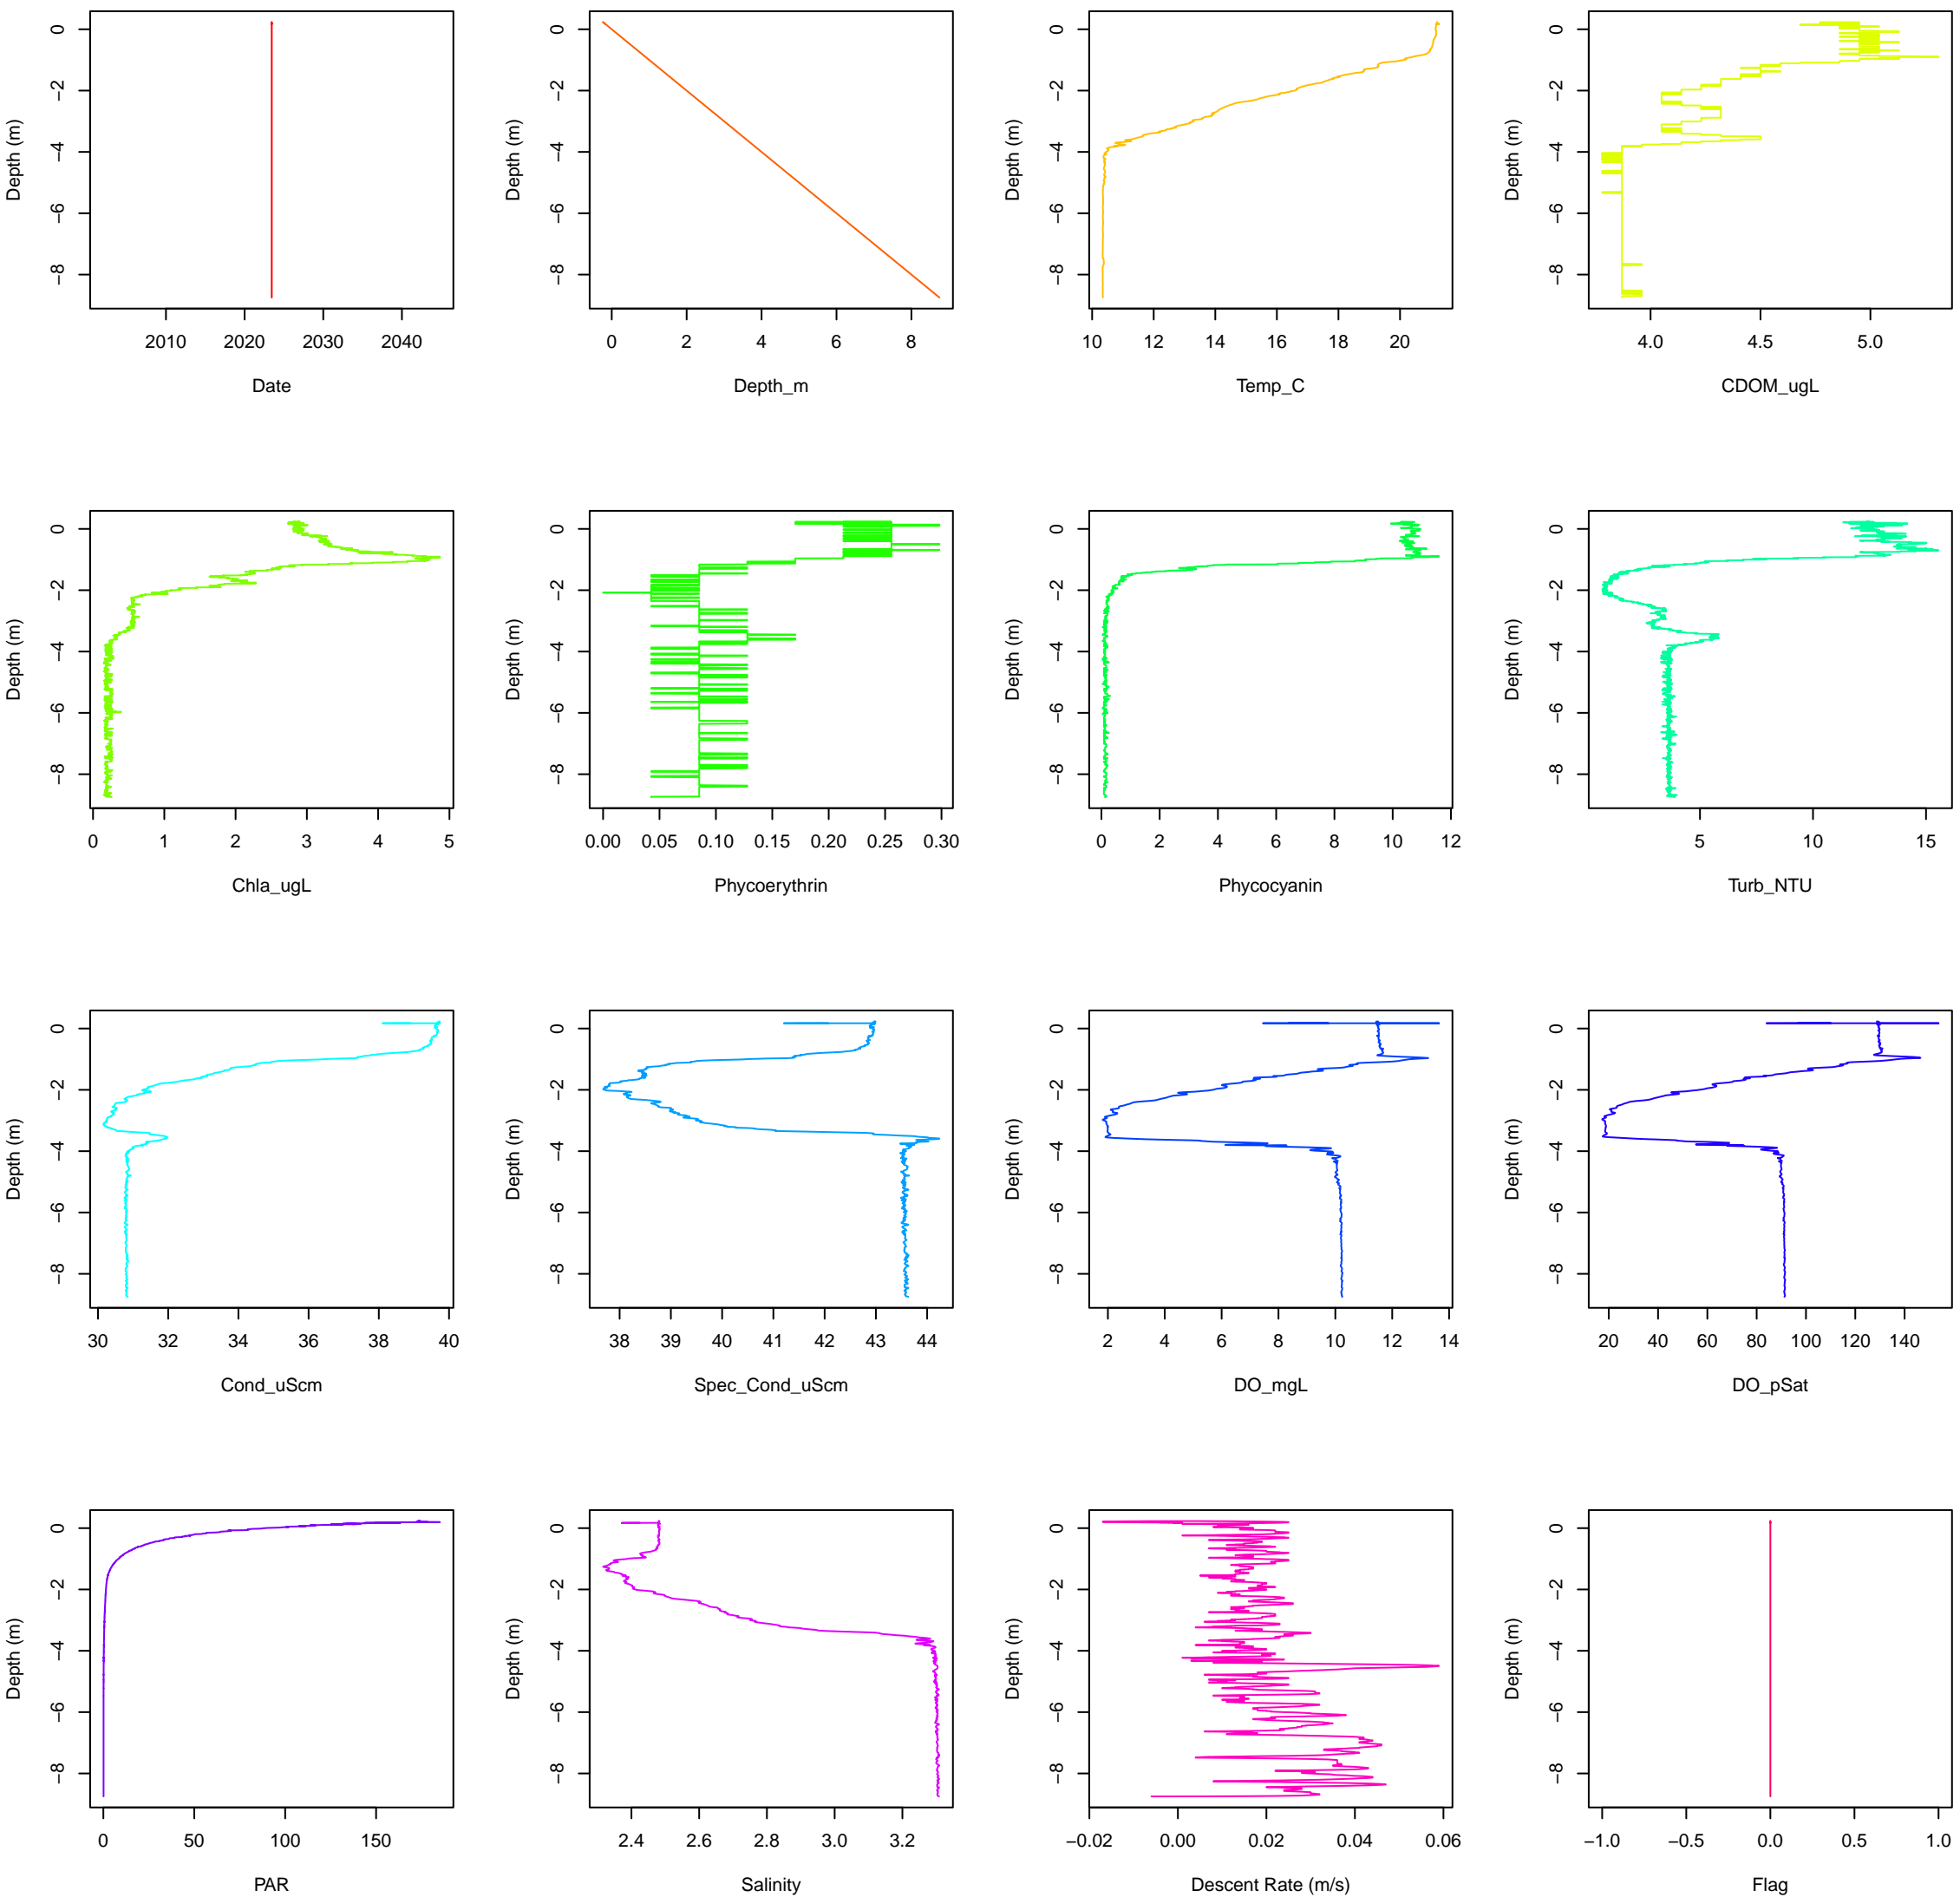 Depth (m)
0
−2
−4
−6
−8
2010 2020 2030 2040
Date
Depth (m)
0
−2
−4
−6
−8
0 2 4 6 8
Depth_m
Depth (m)
0
−2
−4
−6
−8
10 12 14 16 18 20
Temp_C
Depth (m)
0
−2
−4
−6
−8
4.0 4.5 5.0
CDOM_ugL
Depth (m)
0
−2
−4
−6
−8
0 1 2 3 4 5
Chla_ugL
Depth (m)
0
−2
−4
−6
−8
0.00 0.05 0.10 0.15 0.20 0.25 0.30
Phycoerythrin
Depth (m)
0
−2
−4
−6
−8
0 2 4 6 8 10 12
Phycocyanin
Depth (m)
0
−2
−4
−6
−8
5 10 15
Turb_NTU
Depth (m)
0
−2
−4
−6
−8
30 32 34 36 38 40
Cond_uScm
Depth (m)
0
−2
−4
−6
−8
38 39 40 41 42 43 44
Spec_Cond_uScm
Depth (m)
0
−2
−4
−6
−8
2 4 6 8 10 12 14
DO_mgL
Depth (m)
0
−2
−4
−6
−8
20 40 60 80 100 120 140
DO_pSat
Depth (m)
0
−2
−4
−6
−8
0 50 100 150
PAR
Depth (m)
0
−2
−4
−6
−8
2.4 2.6 2.8 3.0 3.2
Salinity
Depth (m)
0
−2
−4
−6
−8
−0.02 0.00 0.02 0.04 0.06
Descent Rate (m/s)
Depth (m)
0
−2
−4
−6
−8
−1.0 −0.5 0.0 0.5 1.0
Flag